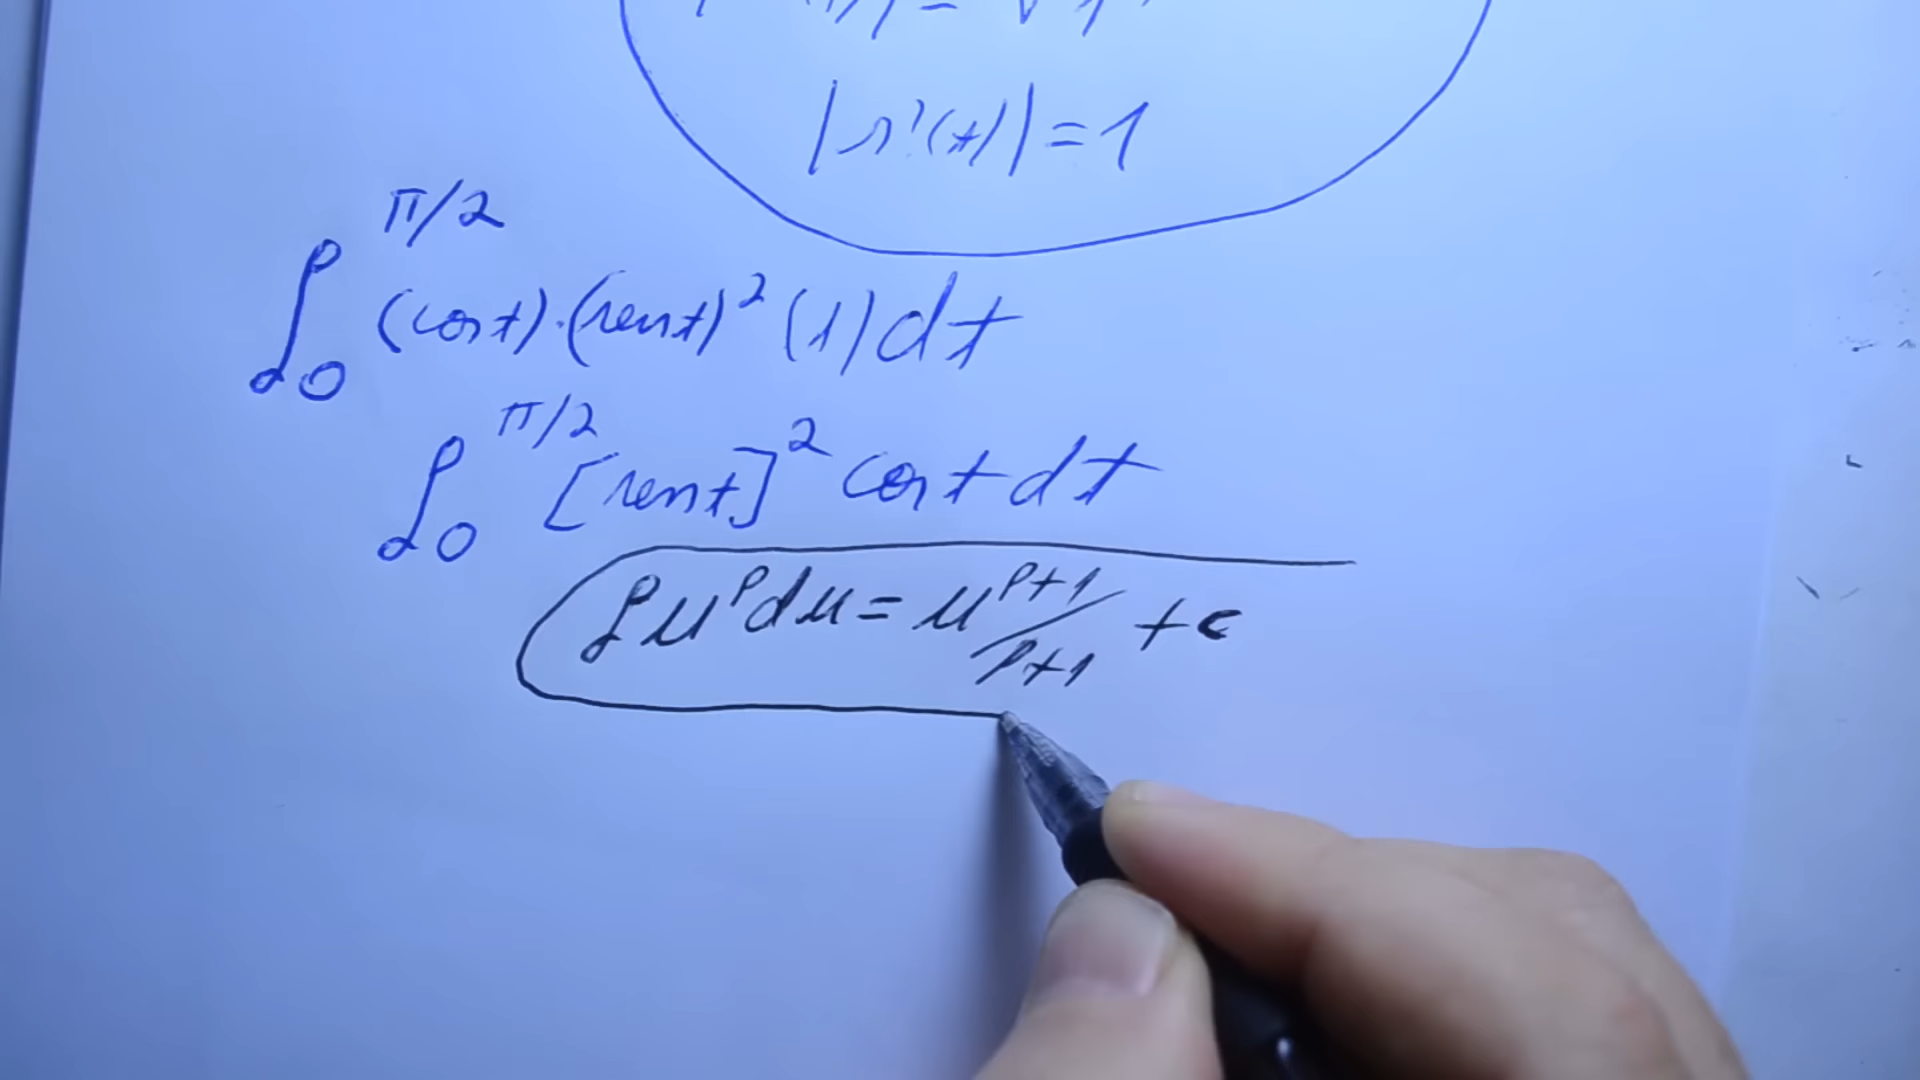 |r'(t)|=1
∫₀^π/2 (cos t)·(sen t)² (1) dt
∫₀^π/2 [sen t]² cos t dt
∫u^p du = u^p+1/p+1 + c